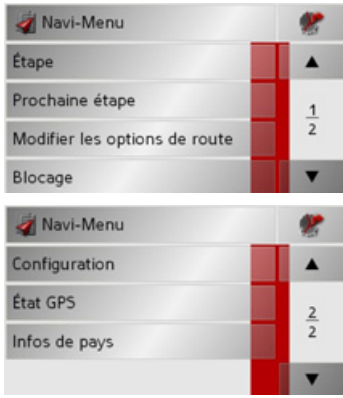 Navi-Menu
Étape
Prochaine étape
Modifier les options de route
Blocage
1
2
Navi-Menu
Configuration
État GPS
Infos de pays
2
2